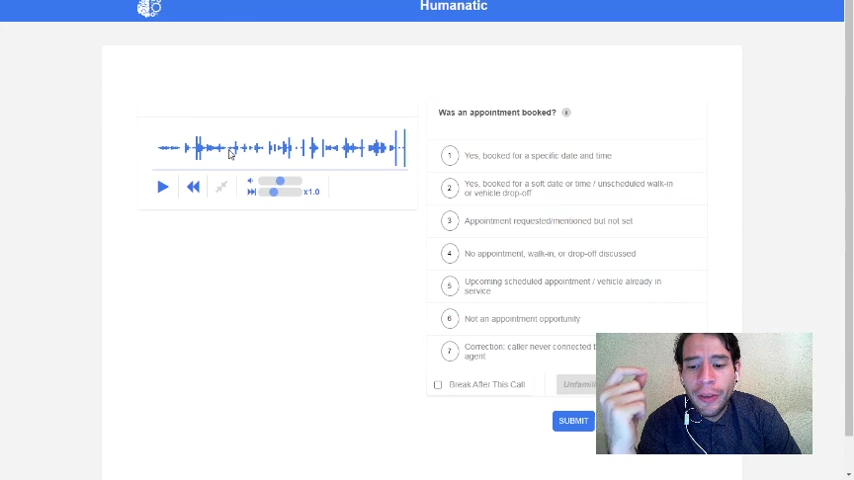 Humanatic
Was an appointment booked?
x1.0
1 Yes, booked for a specific date and time
2 Yes, booked for a soft date or time / unscheduled walk-in
or vehicle drop-off
3 Appointment requested/mentioned but not set
4 No appointment, walk-in, or drop-off discussed
5 Upcoming scheduled appointment / vehicle already in
service
6 Not an appointment opportunity
7 Correction: caller never connected
agent
Break After This Call
SUBMIT